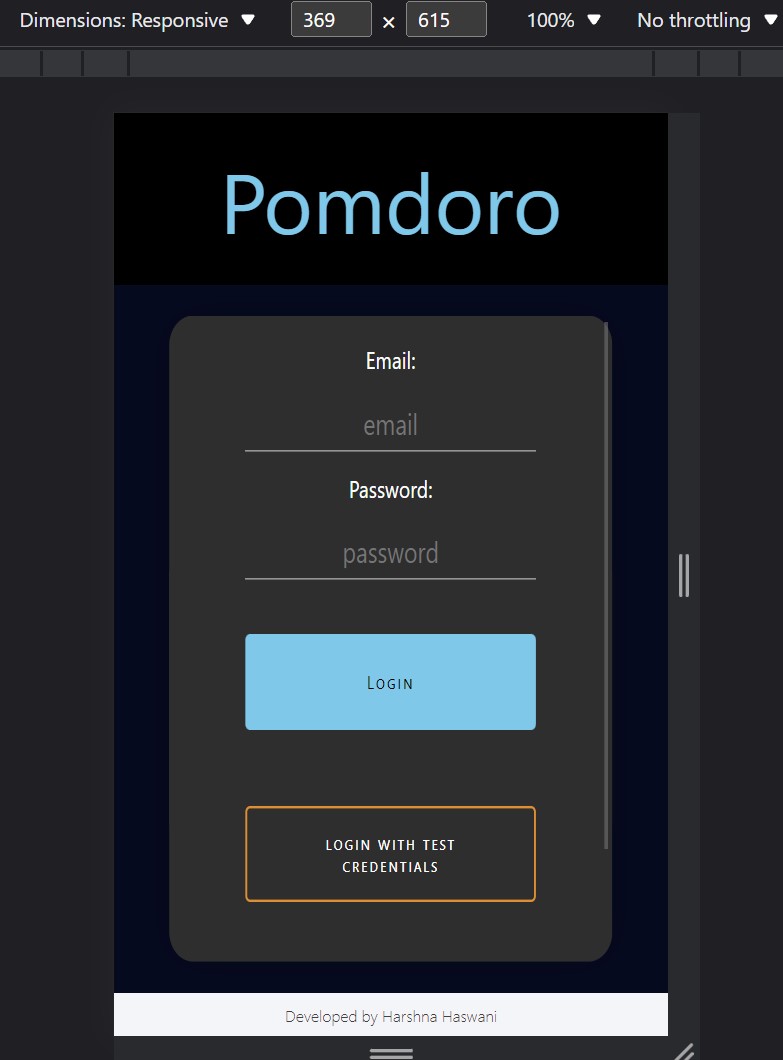 Dimensions: Responsive 369 × 615 100% No throttling
Pomdoro
Email:
email
Password:
password
Login
LOGIN WITH TEST
CREDENTIALS
Developed by Harshna Haswani